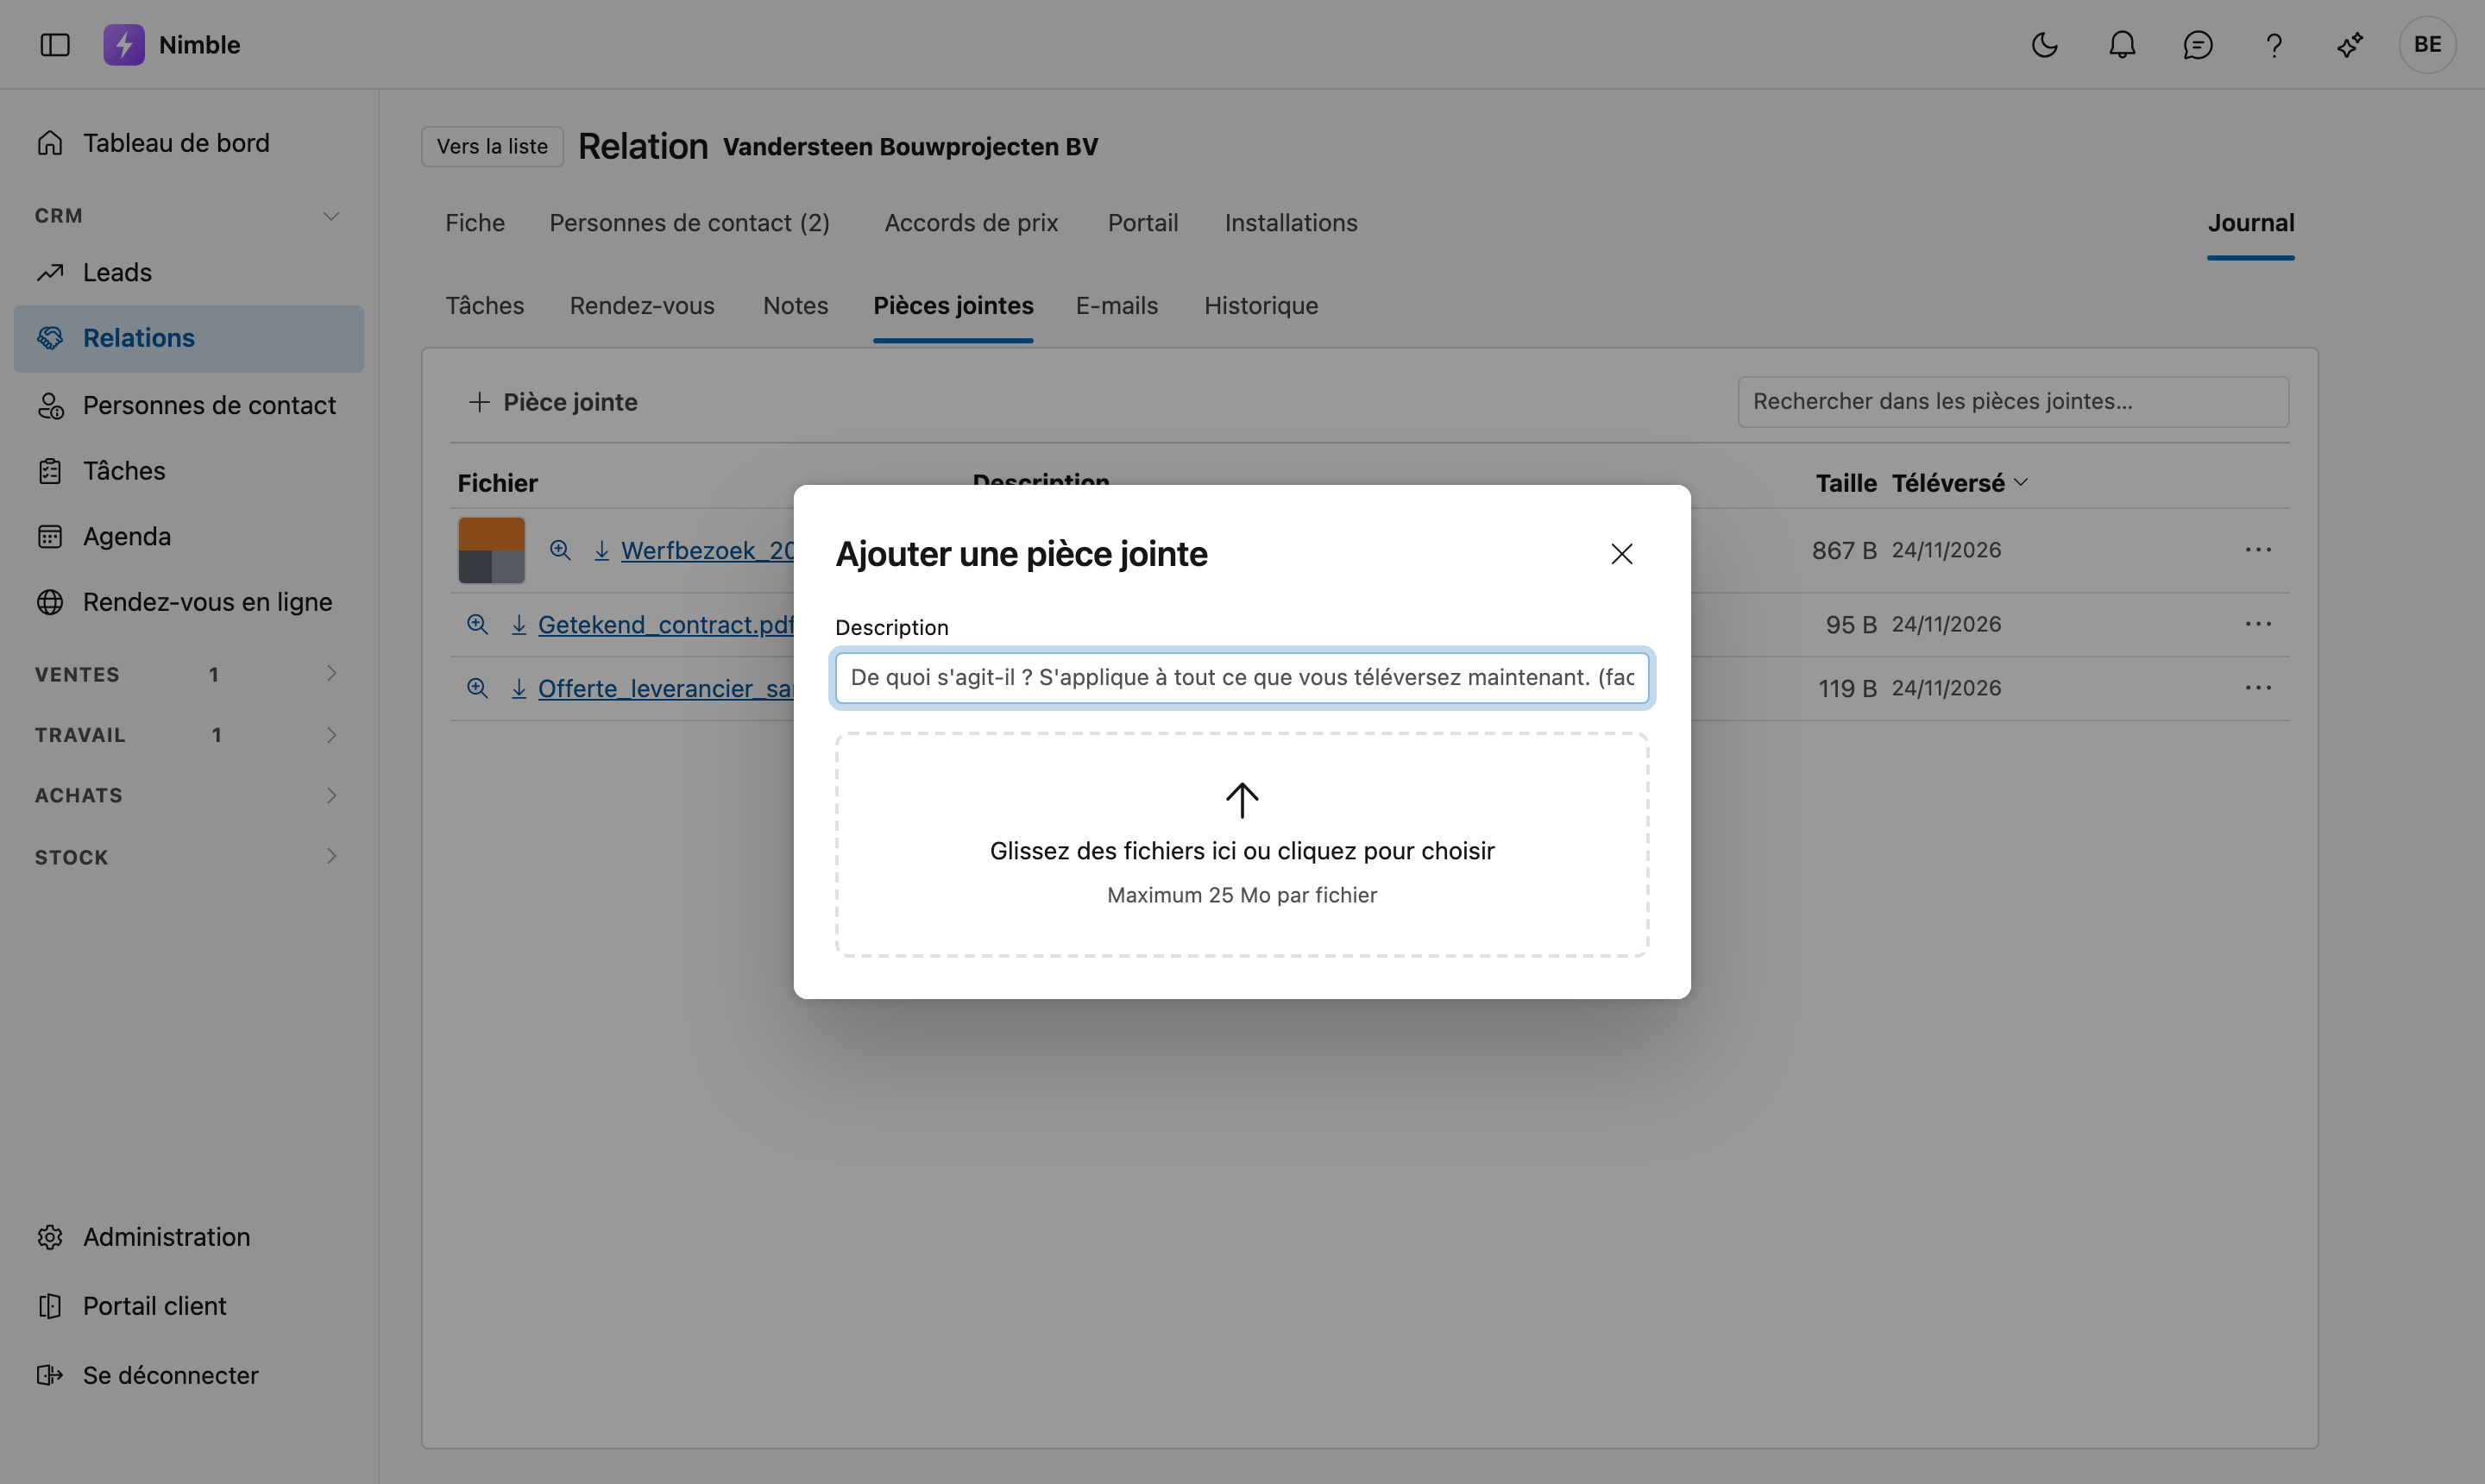 Nimble
BE
Tableau de bord
CRM
Leads
Relations
Personnes de contact
Tâches
Agenda
Rendez-vous en ligne
VENTES 1
TRAVAIL 1
ACHATS
STOCK
Administration
Portail client
Se déconnecter
Vers la liste Relation Vandersteen Bouwprojecten BV
Fiche Personnes de contact (2) Accords de prix Portail Installations Journal
Tâches Rendez-vous Notes Pièces jointes E-mails Historique
Pièce jointe Rechercher dans les pièces jointes...
Fichier Description Taille Téléversé
Werfbezoek_20 867 B 24/11/2026
Getekend_contract.pdf 95 B 24/11/2026
Offerte_leverancier_sa 119 B 24/11/2026
Ajouter une pièce jointe
Description
De quoi s'agit-il ? S'applique à tout ce que vous téléversez maintenant. (fac
Glissez des fichiers ici ou cliquez pour choisir
Maximum 25 Mo par fichier